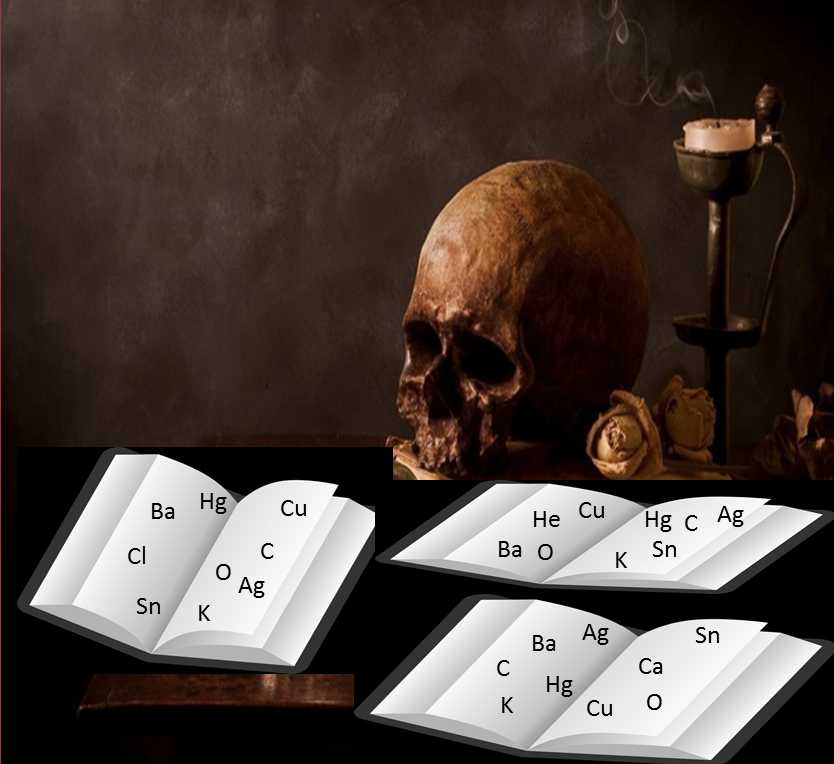 Ba Hg
Cl
Sn
Cu
C
O
Ag
K
He Cu
Ba O
Hg C Ag
K Sn
Ba Ag
C
Hg
K
Sn
Ca
O
Cu